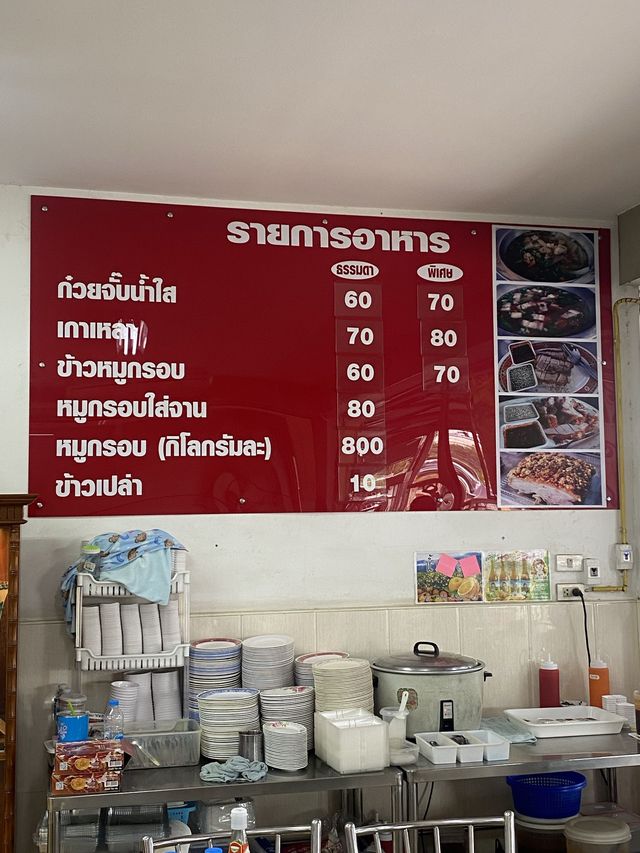 รายการอาหาร
ธรรมดา พิเศษ
ก๋วยจั๊บน้ำใส 60 70
เกาเหลา 70 80
ข้าวหมูกรอบ 60 70
หมูกรอบใส่จาน 80
หมูกรอบ (กิโลกรัมละ) 800
ข้าวเปล่า 10